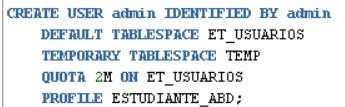 CREATE USER admin IDENTIFIED BY admin
DEFAULT TABLESPACE ET_USUARIOS
TEMPORARY TABLESPACE TEMP
QUOTA 2M ON ET_USUARIOS
PROFILE ESTUDIANTE_ABD;